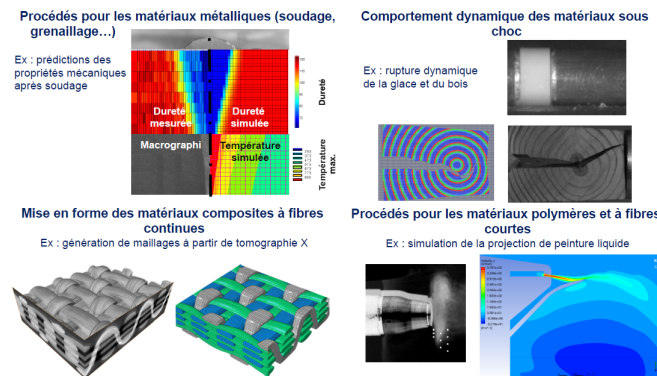 Procédés pour les matériaux métalliques (soudage,
grenaillage…)
Ex : prédictions des
propriétés mécaniques
après soudage
Dureté
mesurée
Dureté
simulée
Macrographi
Température
simulée
Dureté
Température
max.
Comportement dynamique des matériaux sous
choc
Ex : rupture dynamique
de la glace et du bois
Mise en forme des matériaux composites à fibres
continues
Ex : génération de maillages à partir de tomographie X
Procédés pour les matériaux polymères et à fibres
courtes
Ex : simulation de la projection de peinture liquide